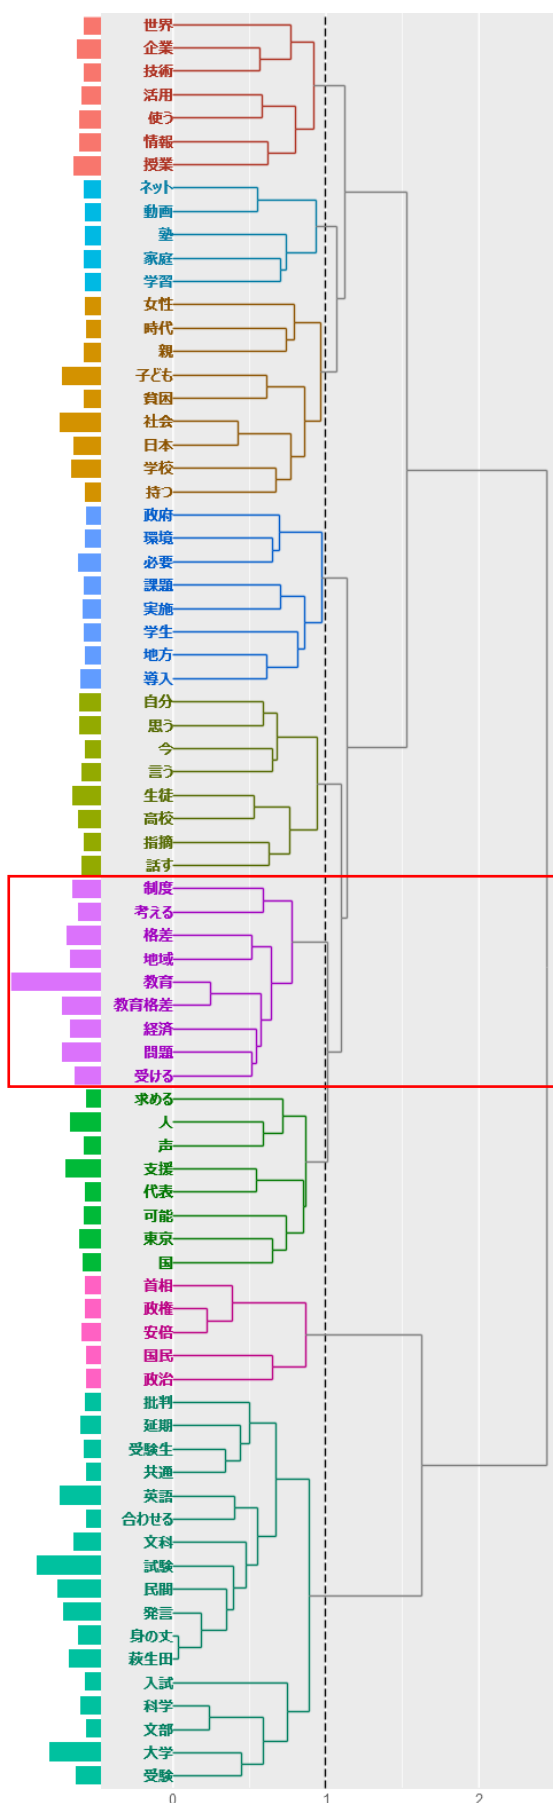 世界
企業
技術
活用
使う
情報
授業
ネット
動画
塾
家庭
学習
女性
時代
親
子ども
貧困
社会
日本
学校
持つ
政府
環境
必要
課題
実施
学生
地方
導入
自分
思う
今
言う
生徒
高校
指摘
話す
制度
考える
格差
地域
教育
教育格差
経済
問題
受ける
求める
人
声
支援
代表
可能
東京
国
首相
政権
安倍
国民
政治
批判
延期
受験生
共通
英語
合わせる
文科
試験
民間
発言
身の丈
萩生田
入試
科学
文部
大学
受験
0 1 2